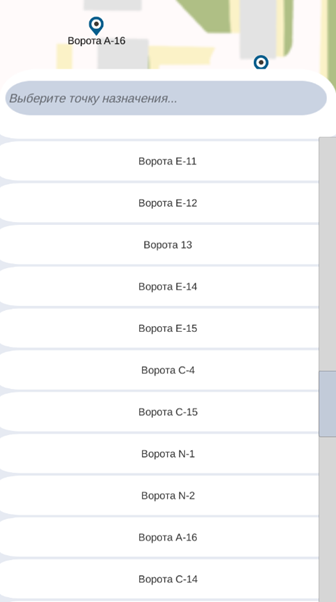 Ворота А-16
Выберите точку назначения...
Ворота Е-11
Ворота Е-12
Ворота 13
Ворота Е-14
Ворота Е-15
Ворота С-4
Ворота С-15
Ворота N-1
Ворота N-2
Ворота А-16
Ворота С-14